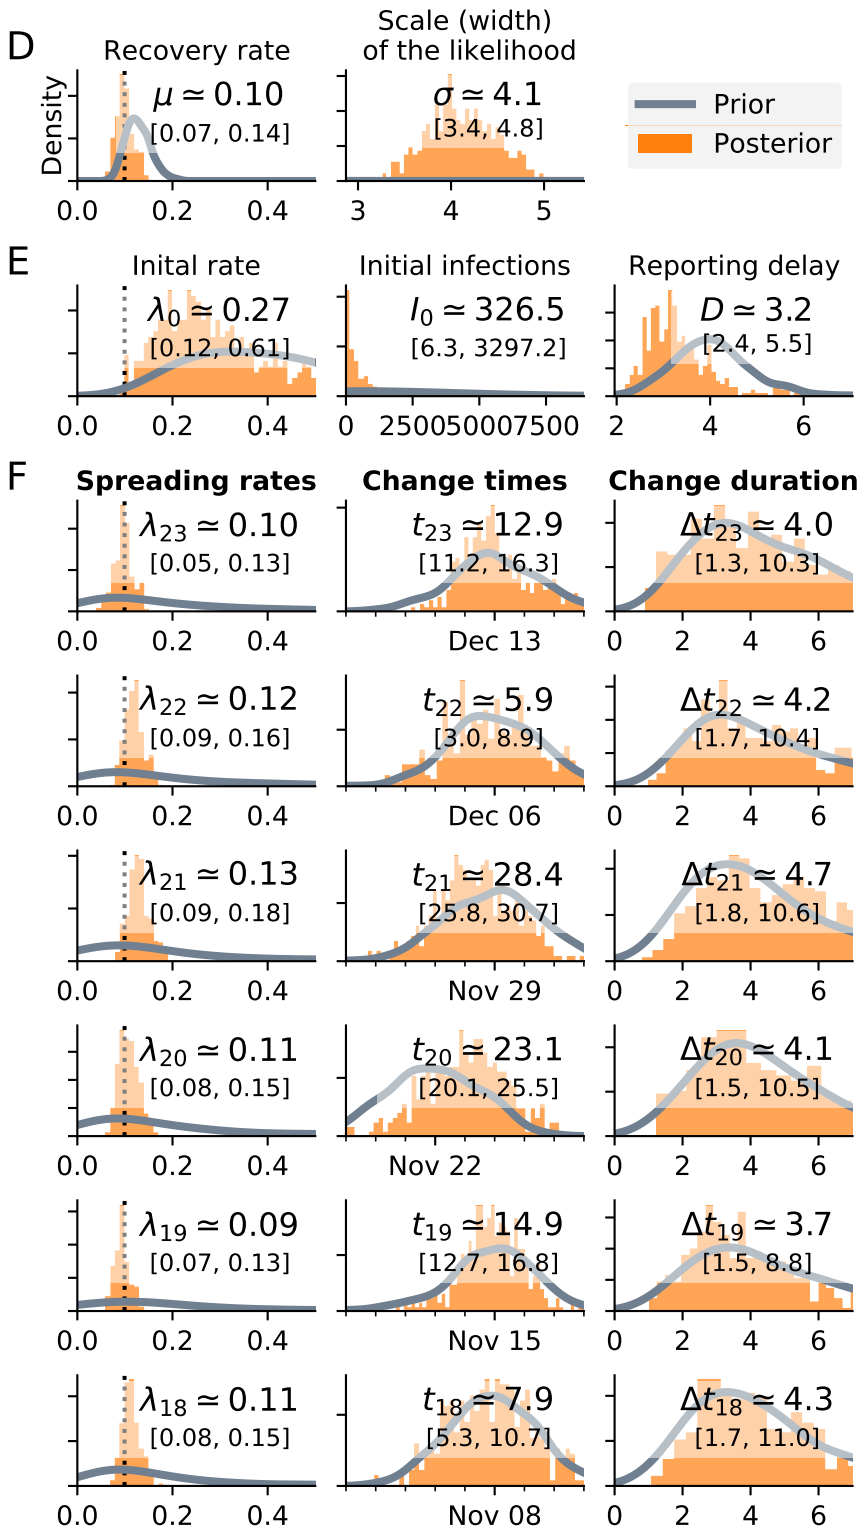 D
Recovery rate
Scale (width)
of the likelihood
Density
μ ≃ 0.10
[0.07, 0.14]
0.0 0.2 0.4
σ ≃ 4.1
[3.4, 4.8]
3 4 5
Prior
Posterior
E
Inital rate
λ₀ ≃ 0.27
[0.12, 0.61]
0.0 0.2 0.4
Initial infections
I₀ ≃ 326.5
[6.3, 3297.2]
0 2500 5000 7500
Reporting delay
D ≃ 3.2
[2.4, 5.5]
2 4 6
F
Spreading rates Change times Change duration
λ₂₃ ≃ 0.10 t₂₃ ≃ 12.9 Δt₂₃ ≃ 4.0
[0.05, 0.13] [11.2, 16.3] [1.3, 10.3]
0.0 0.2 0.4 Dec 13 0 2 4 6
λ₂₂ ≃ 0.12 t₂₂ ≃ 5.9 Δt₂₂ ≃ 4.2
[0.09, 0.16] [3.0, 8.9] [1.7, 10.4]
0.0 0.2 0.4 Dec 06 0 2 4 6
λ₂₁ ≃ 0.13 t₂₁ ≃ 28.4 Δt₂₁ ≃ 4.7
[0.09, 0.18] [25.8, 30.7] [1.8, 10.6]
0.0 0.2 0.4 Nov 29 0 2 4 6
λ₂₀ ≃ 0.11 t₂₀ ≃ 23.1 Δt₂₀ ≃ 4.1
[0.08, 0.15] [20.1, 25.5] [1.5, 10.5]
0.0 0.2 0.4 Nov 22 0 2 4 6
λ₁₉ ≃ 0.09 t₁₉ ≃ 14.9 Δt₁₉ ≃ 3.7
[0.07, 0.13] [12.7, 16.8] [1.5, 8.8]
0.0 0.2 0.4 Nov 15 0 2 4 6
λ₁₈ ≃ 0.11 t₁₈ ≃ 7.9 Δt₁₈ ≃ 4.3
[0.08, 0.15] [5.3, 10.7] [1.7, 11.0]
0.0 0.2 0.4 Nov 08 0 2 4 6